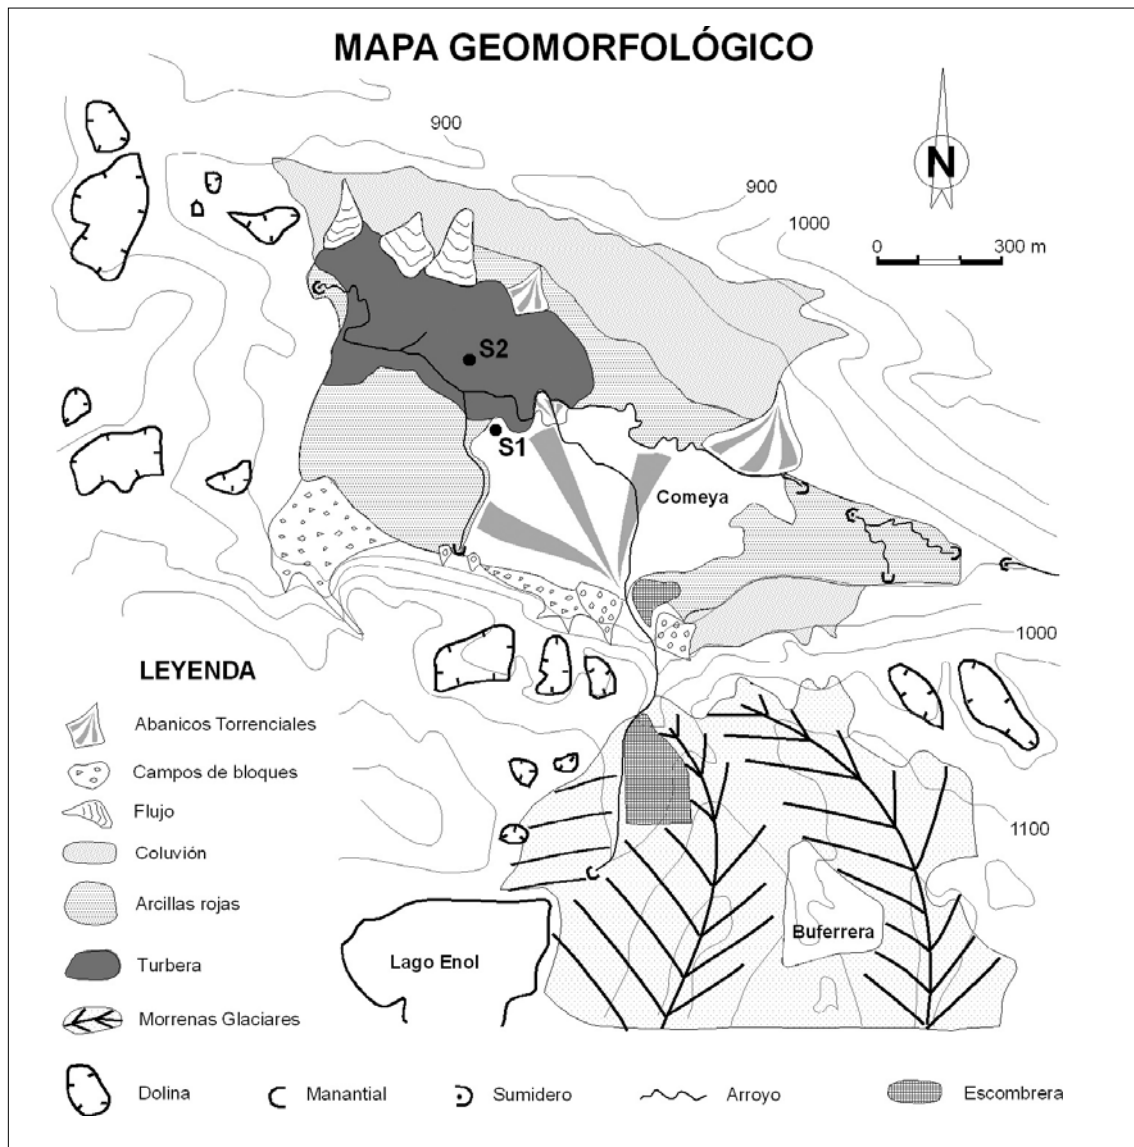 MAPA GEOMORFOLÓGICO
900
900
1000
N
0 300 m
S2
S1
Comeya
1000
LEYENDA
Abanicos Torrenciales
Campos de bloques
Flujo
Coluvión
1100
Arcillas rojas
Buferrera
Turbera
Lago Enol
Morrenas Glaciares
Dolina
Manantial
Sumidero
Arroyo
Escombrera